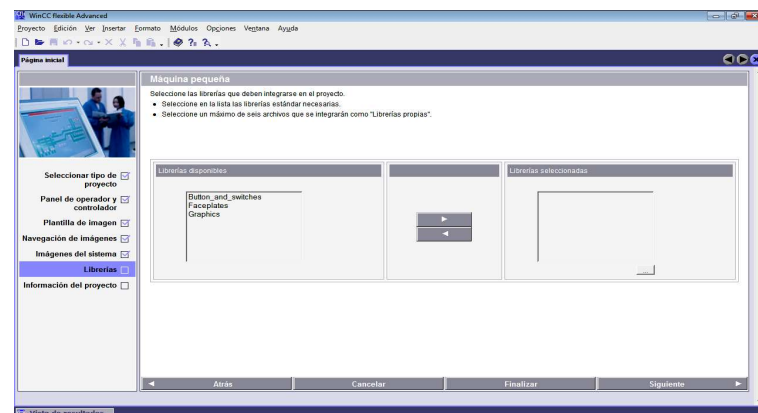 WinCC flexible Advanced
Proyecto Edición Ver Insertar Formato Módulos Opciones Ventana Ayuda
Página inicial
Máquina pequeña
Seleccione las librerías que deben integrarse en el proyecto.
• Seleccione en la lista las librerías estándar necesarias.
• Seleccione un máximo de seis archivos que se integrarán como "Librerías propias".
Seleccionar tipo de
proyecto
Panel de operador y
controlador
Plantilla de imagen
Navegación de imágenes
Imágenes del sistema
Librerías
Información del proyecto
Librerías disponibles
Button_and_switches
Faceplates
Graphics
Librerías seleccionadas
...
Atrás Cancelar Finalizar Siguiente
Vista de resultados